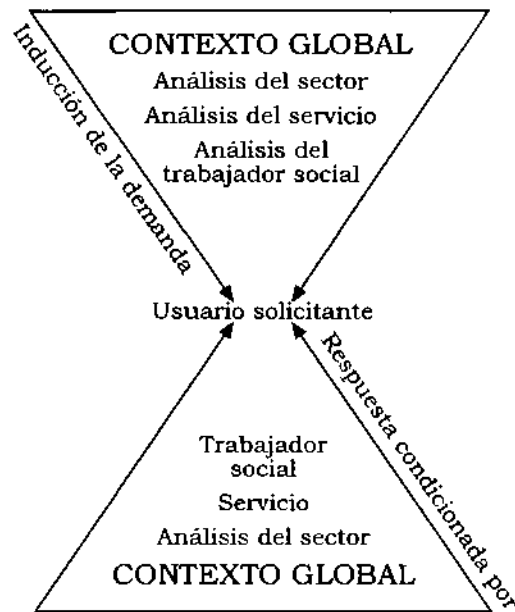 CONTEXTO GLOBAL
Análisis del sector
Análisis del servicio
Análisis del
trabajador social
Inducción de la demanda
Usuario solicitante
Respuesta condicionada por
Trabajador
social
Servicio
Análisis del sector
CONTEXTO GLOBAL